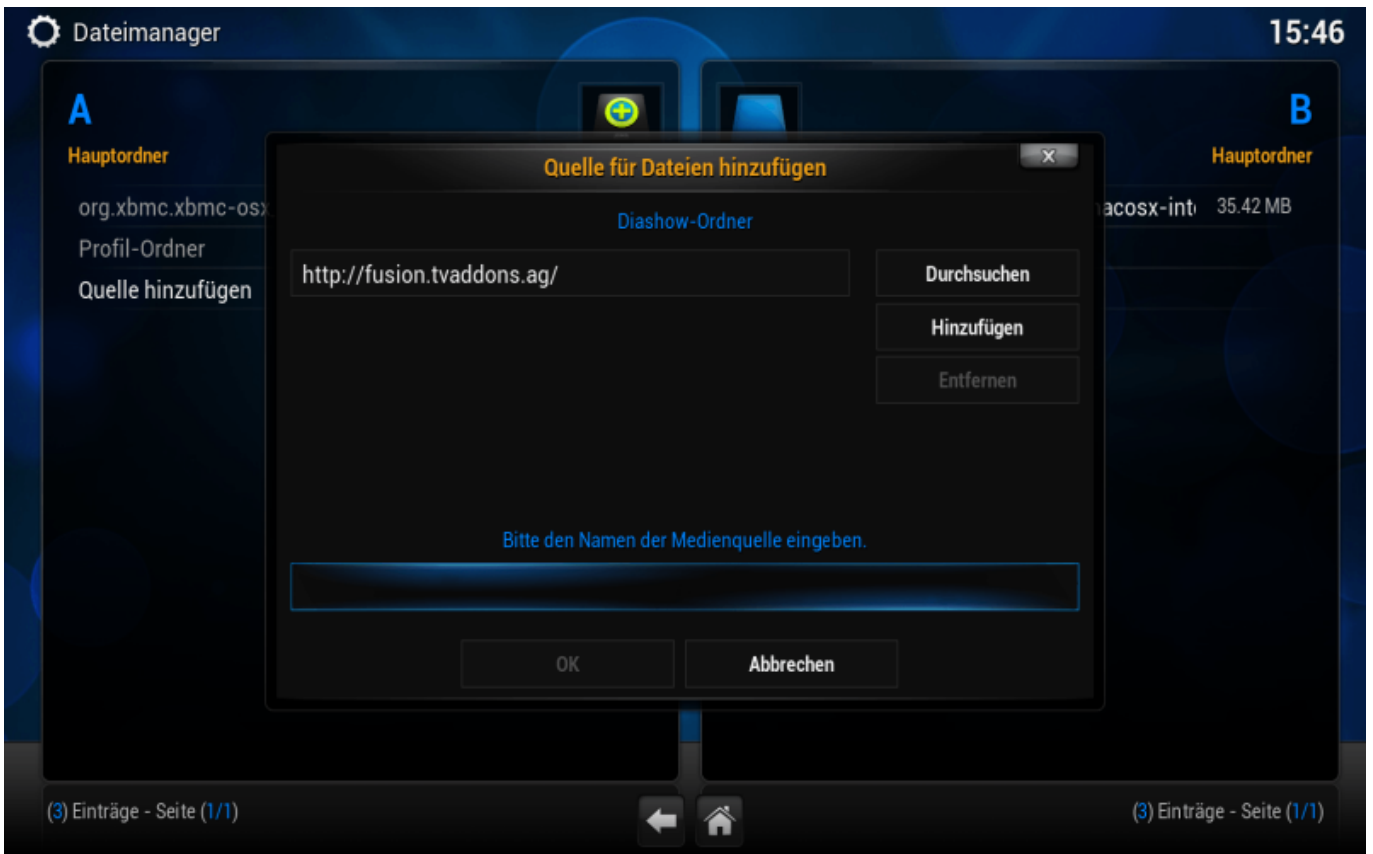 Dateimanager
15:46
A
B
Hauptordner
Hauptordner
Quelle für Dateien hinzufügen
X
org.xbmc.xbmc-osx
Diashow-Ordner
acosx-int
35.42 MB
Profil-Ordner
http://fusion.tvaddons.ag/
Durchsuchen
Quelle hinzufügen
Hinzufügen
Entfernen
Bitte den Namen der Medienquelle eingeben.
OK
Abbrechen
(3) Einträge - Seite (1/1)
(3) Einträge - Seite (1/1)